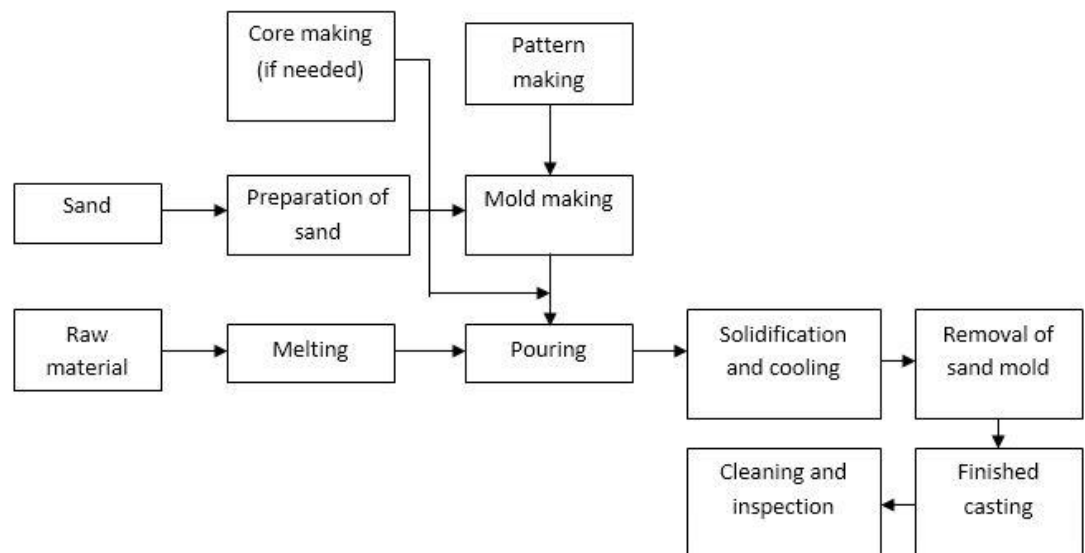 Core making
(if needed)
Pattern
making
Sand
Preparation of
sand
Mold making
Raw
material
Melting
Pouring
Solidification
and cooling
Removal of
sand mold
Cleaning and
inspection
Finished
casting